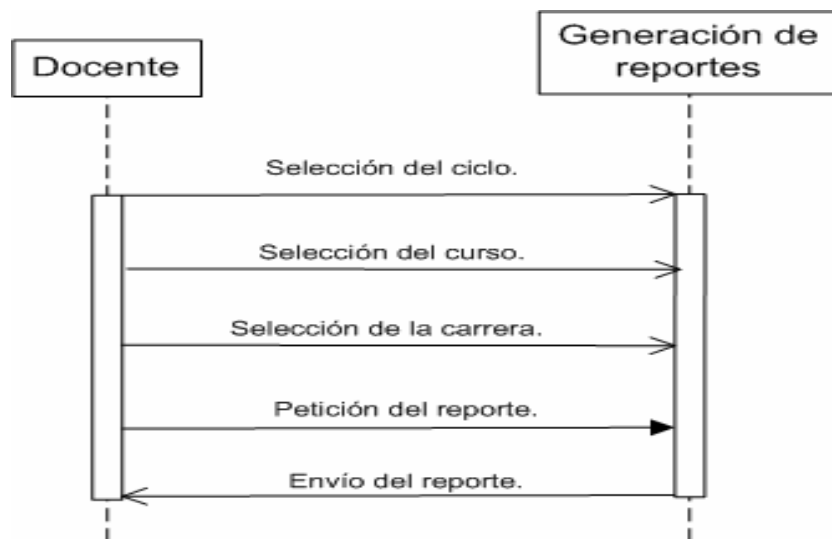 Docente
Generación de
reportes
Selección del ciclo.
Selección del curso.
Selección de la carrera.
Petición del reporte.
Envío del reporte.